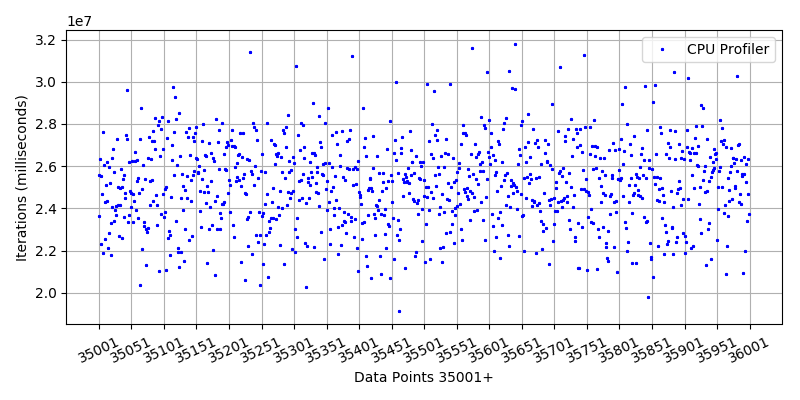 1e7
CPU Profiler
3.2
3.0
2.8
2.6
2.4
2.2
2.0
Iterations (milliseconds)
35001 35051 35101 35151 35201 35251 35301 35351 35401 35451 35501 35551 35601 35651 35701 35751 35801 35851 35901 35951 36001
Data Points 35001+